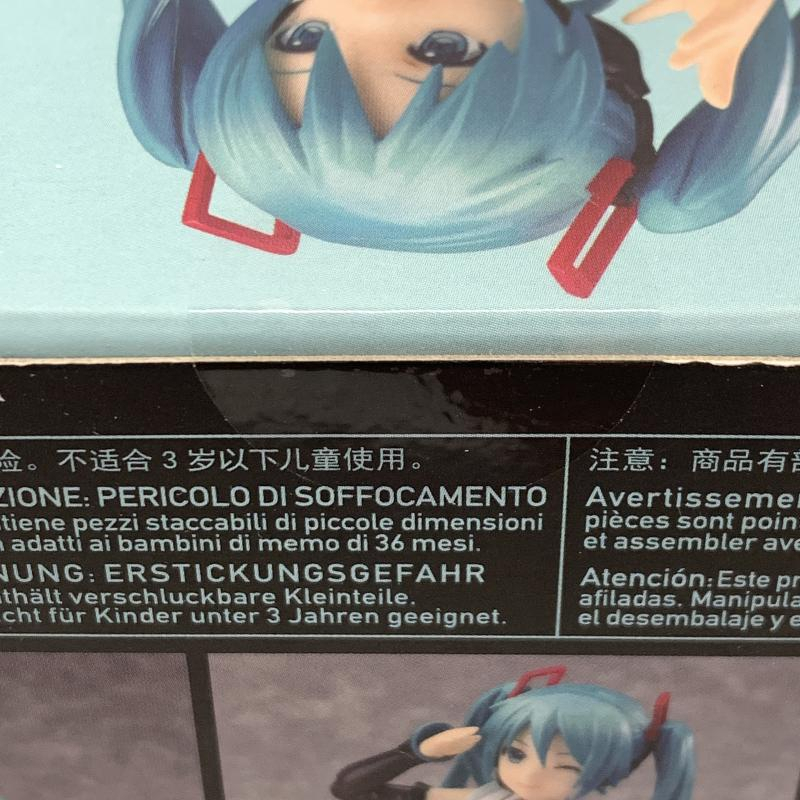 险。不适合 3 岁以下儿童使用。
ZIONE: PERICOLO DI SOFFOCAMENTO
tiene pezzi staccabili di piccole dimensioni
adatti ai bambini di memo di 36 mesi.
NUNG: ERSTICKUNGSGEFAHR
thält verschluckbare Kleinteile.
cht für Kinder unter 3 Jahren geeignet.
注意：商品有部
Avertissemen
pièces sont poin
et assembler ave
Atención: Este pr
afiladas. Manipula
el desembalaje y e